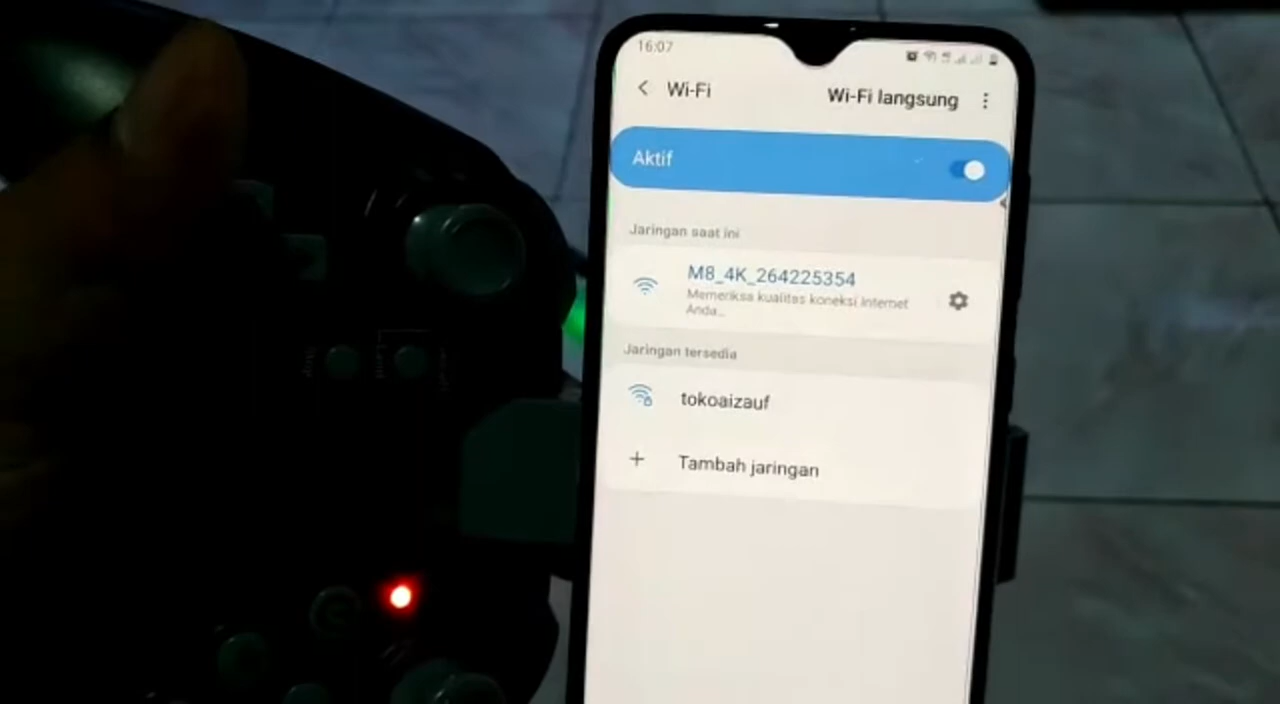 16:07
Wi-Fi
Wi-Fi langsung
Aktif
Jaringan saat ini
M8_4K_264225354
Memeriksa kualitas koneksi Internet
Anda...
Jaringan tersedia
tokoaizauf
Tambah jaringan